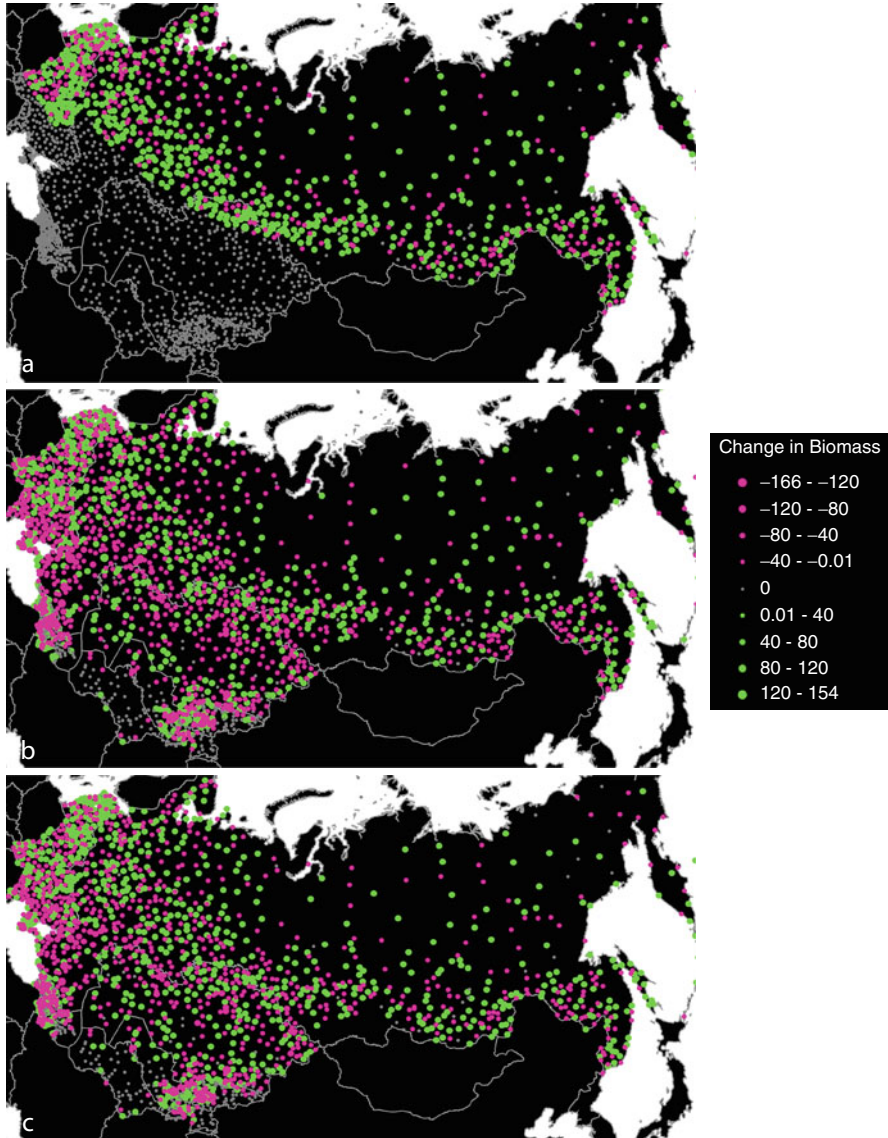 a
b
c
Change in Biomass
–166 - –120
–120 - –80
–80 - –40
–40 - –0.01
0
0.01 - 40
40 - 80
80 - 120
120 - 154